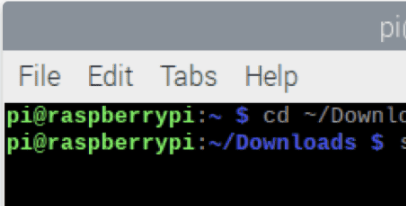 pi@
File Edit Tabs Help
pi@raspberrypi:~ $ cd ~/Downlo
pi@raspberrypi:~/Downloads $ s